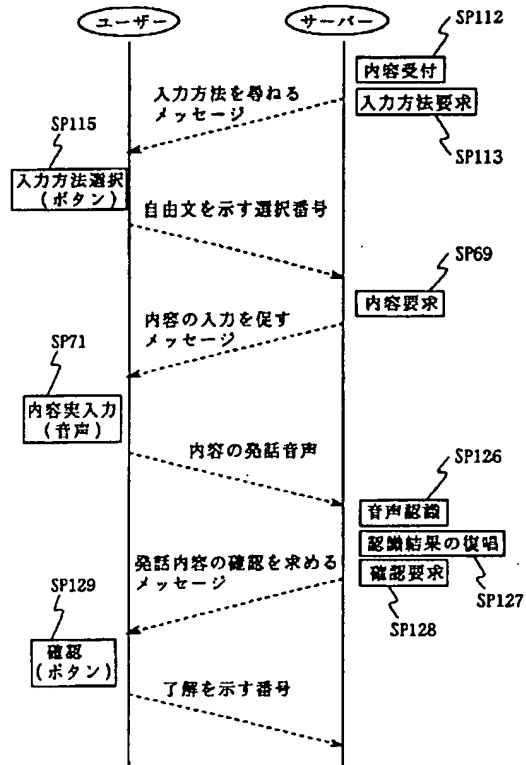 ユーザー
サーバー
SP112
内容受付
入力方法を尋ねる
メッセージ
入力方法要求
SP115
SP113
入力方法選択
(ボタン)
自由文を示す選択番号
SP69
内容要求
内容の入力を促す
メッセージ
SP71
内容実入力
(音声)
内容の発話音声
SP126
音声認識
認識結果の復唱
発話内容の確認を求める
メッセージ
確認要求
SP127
SP129
SP128
確認
(ボタン)
了解を示す番号